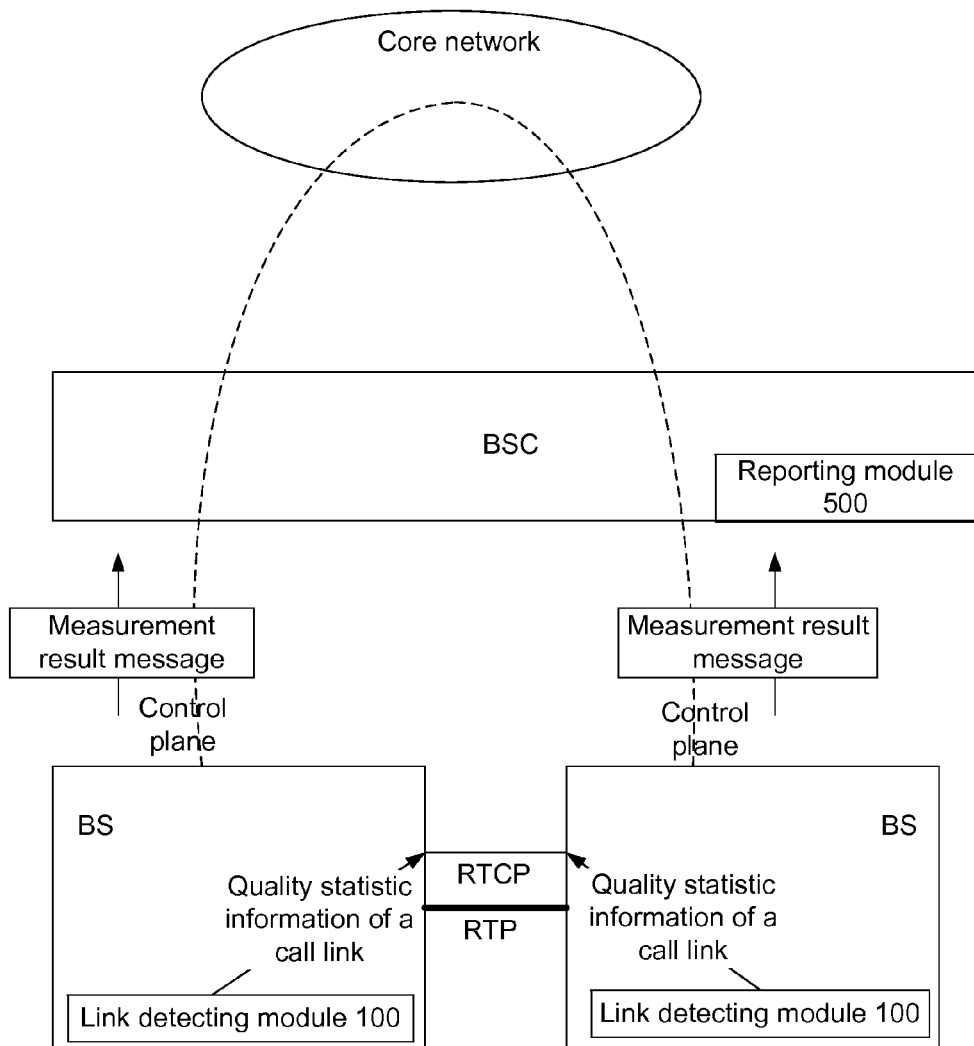 Core network
BSC
Reporting module
500
Measurement
result message
Measurement result
message
Control
plane
Control
plane
BS
BS
RTCP
RTP
Quality statistic
information of a
call link
Quality statistic
information of a
call link
Link detecting module 100
Link detecting module 100